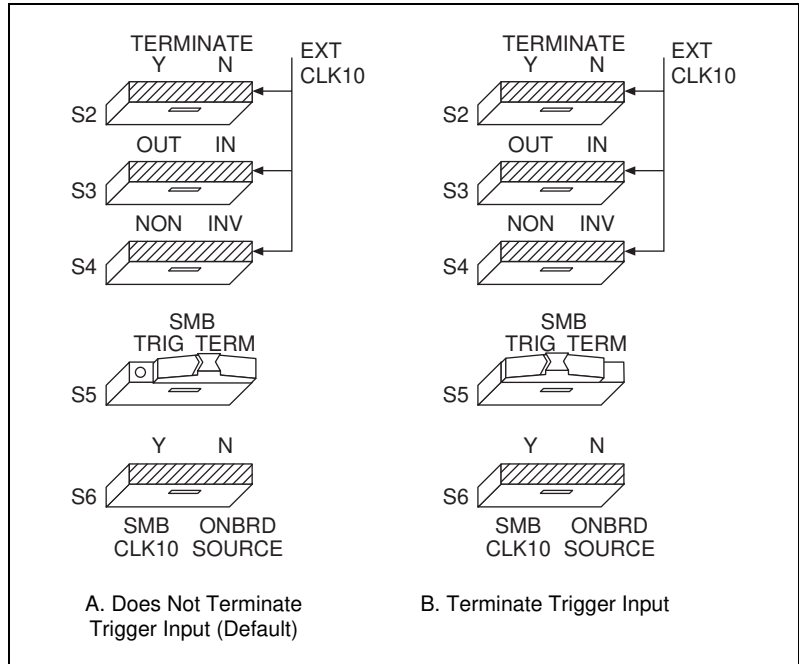 TERMINATE
Y N
EXT
CLK10
S2
OUT IN
S3
NON INV
S4
SMB
TRIG TERM
S5
Y N
S6
SMB ONBRD
CLK10 SOURCE
A. Does Not Terminate
Trigger Input (Default)
TERMINATE
Y N
EXT
CLK10
S2
OUT IN
S3
NON INV
S4
SMB
TRIG TERM
S5
Y N
S6
SMB ONBRD
CLK10 SOURCE
B. Terminate Trigger Input